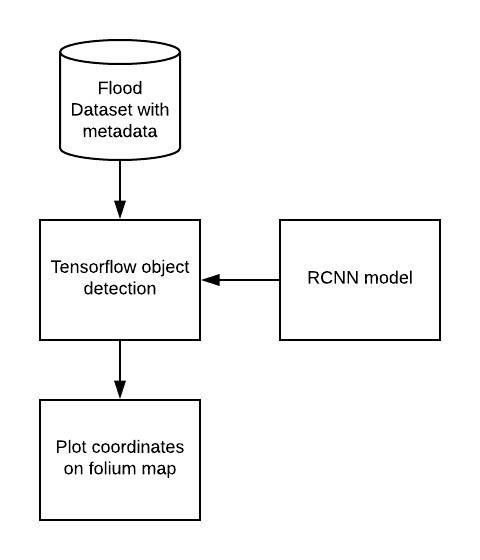 Flood
Dataset with
metadata
Tensorflow object
detection
RCNN model
Plot coordinates
on folium map